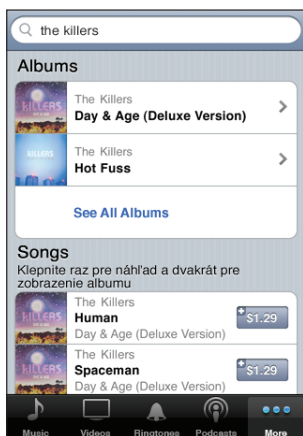 the killers
Albums
The Killers
Day & Age (Deluxe Version)
The Killers
Hot Fuss
See All Albums
Songs
Klepnite raz pre náhľad a dvakrát pre
zobrazenie albumu
The Killers
Human
Day & Age (Deluxe Version)
$1.29
The Killers
Spaceman
Day & Age (Deluxe Version)
$1.29
Music Videos Ringtones Podcasts More